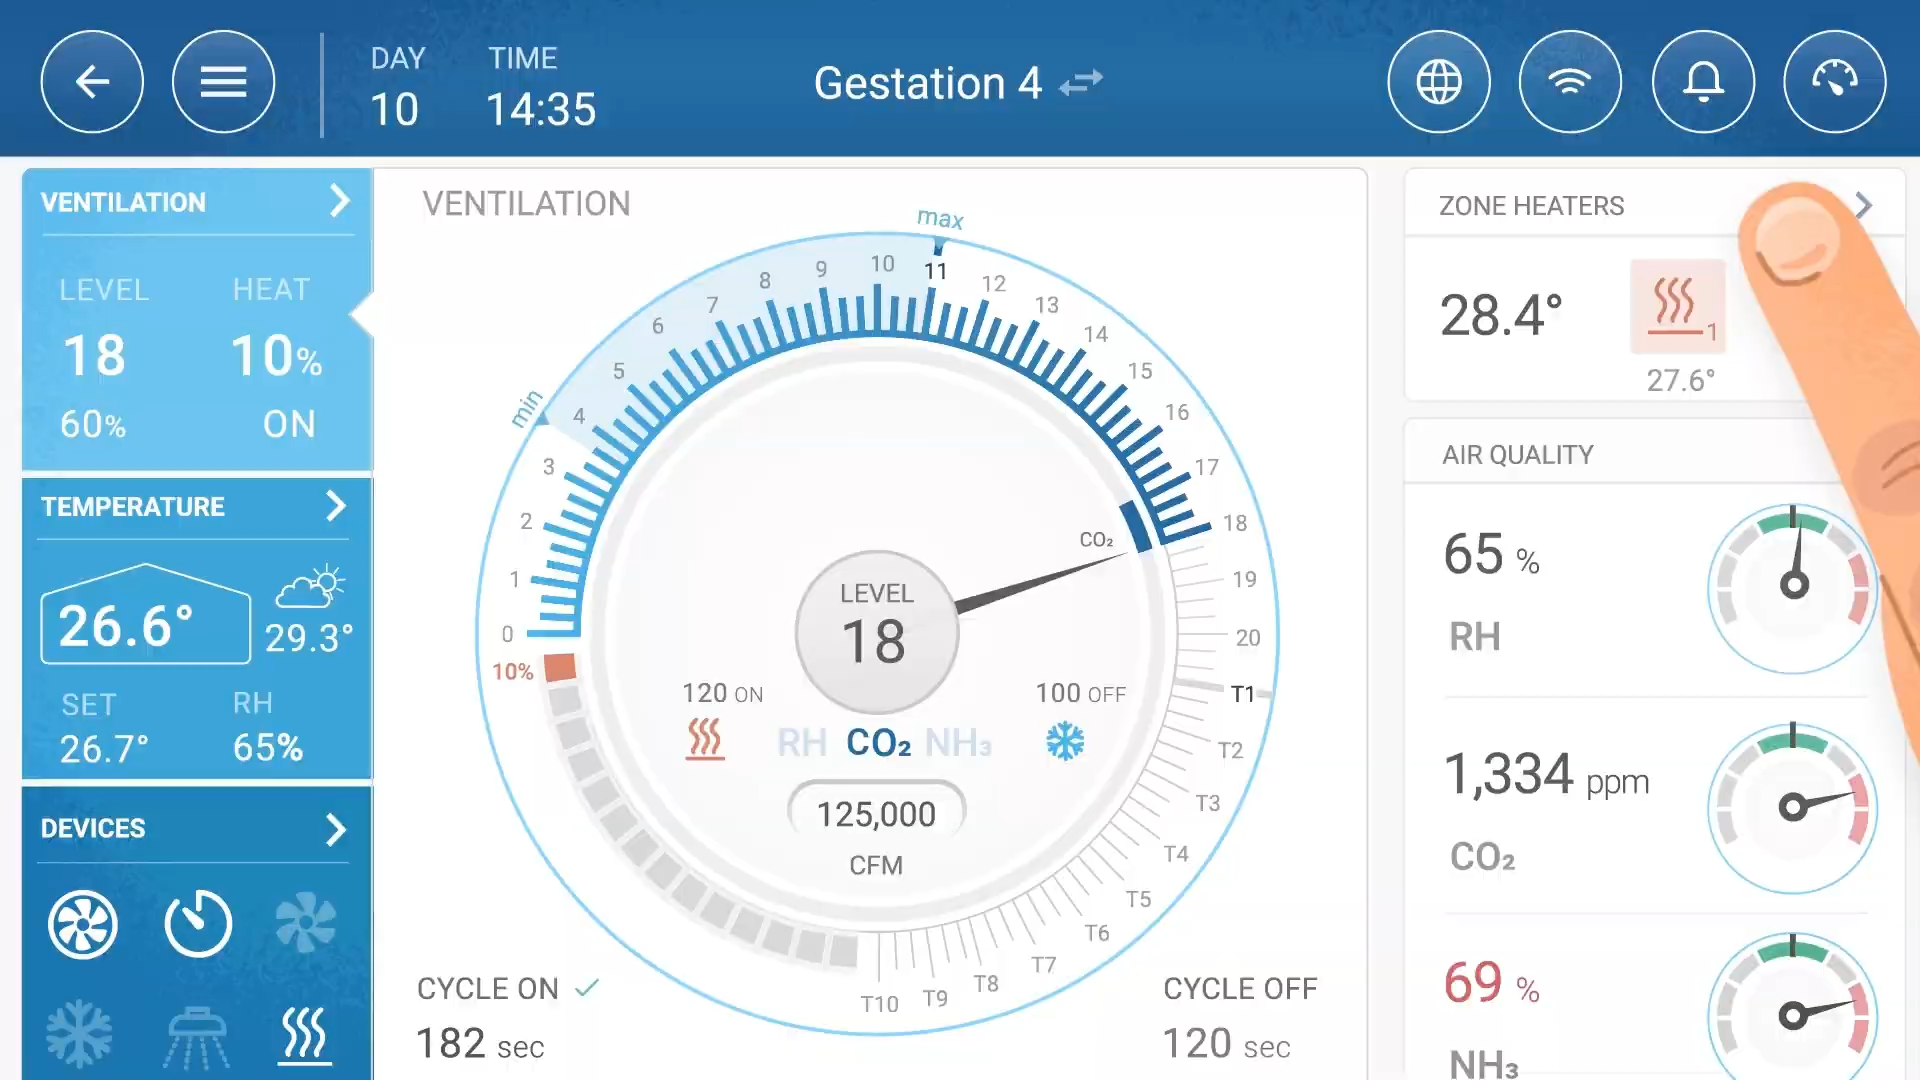 DAY
10
TIME
14:35
Gestation 4
VENTILATION
LEVEL
18
60%
HEAT
10%
ON
TEMPERATURE
26.6°
29.3°
SET
26.7°
RH
65%
DEVICES
VENTILATION
min
max
0
1
2
3
4
5
6
7
8
9
10
11
12
13
14
15
16
17
18
19
20
T1
T2
T3
T4
T5
T6
T7
T8
T9
T10
10%
CO₂
LEVEL
18
120 ON
100 OFF
RH CO₂ NH₃
125,000
CFM
CYCLE ON
182 sec
CYCLE OFF
120 sec
ZONE HEATERS
28.4°
1
27.6°
AIR QUALITY
65 %
RH
1,334 ppm
CO₂
69 %
NH₃